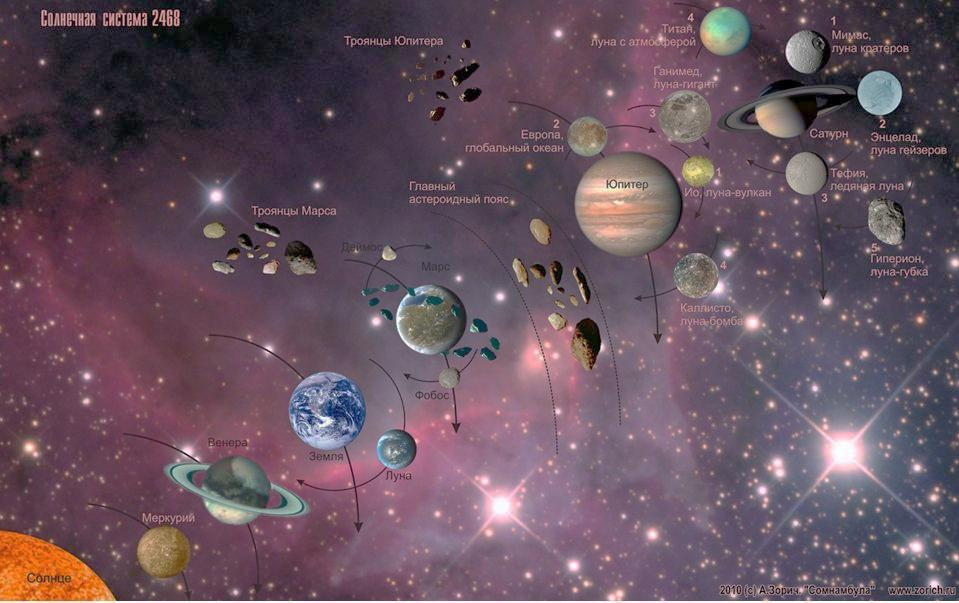 Солнечная система 2468
Троянцы Юпитера
4
Титан,
луна с атмосферой
1
Мимас,
луна кратеров
Ганимед,
луна-гигант
3
2
Европа,
глобальный океан
Сатурн
2
Энцелад,
луна гейзеров
1
Ио, луна-вулкан
Юпитер
Тефия,
ледяная луна
3
Главный
астероидный пояс
Троянцы Марса
5
Гиперион,
луна-губка
Деймос
Марс
4
Каллисто,
луна-бомба
Фобос
Земля
Луна
Венера
Меркурий
Солнце
2010 (c) А.Зорич. "Сомнамбула" www.zorich.ru